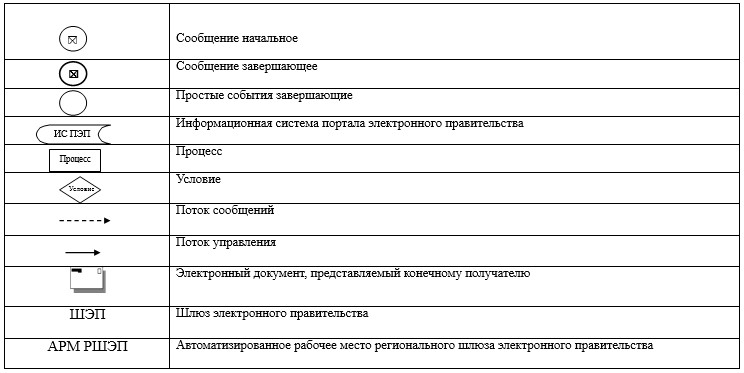 Сообщение начальное
Сообщение завершающее
Простые события завершающие
ИС ПЭП Информационная система портала электронного правительства
Процесс Процесс
Условие Условие
Поток сообщений
Поток управления
Электронный документ, представляемый конечному получателю
ШЭП Шлюз электронного правительства
АРМ РШЭП Автоматизированное рабочее место регионального шлюза электронного правительства